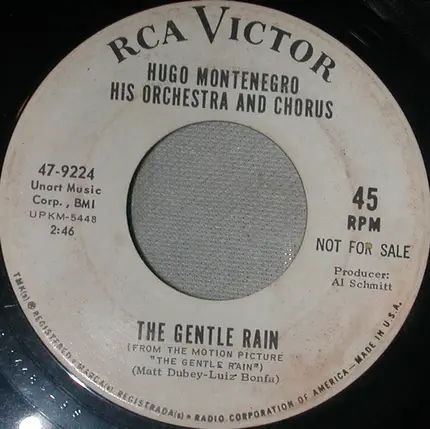 RCA VICTOR
HUGO MONTENEGRO
HIS ORCHESTRA AND CHORUS
47-9224
Unart Music
Corp., BMI
UPKM-5448
2:46
45
RPM
NOT FOR SALE
Producer:
Al Schmitt
THE GENTLE RAIN
(FROM THE MOTION PICTURE
"THE GENTLE RAIN")
(Matt Dubey-Luiz Bonfa)
TMK(s) ® REGISTERED • MARCA(s) REGISTRADA(s) • RADIO CORPORATION OF AMERICA—MADE IN U.S.A.